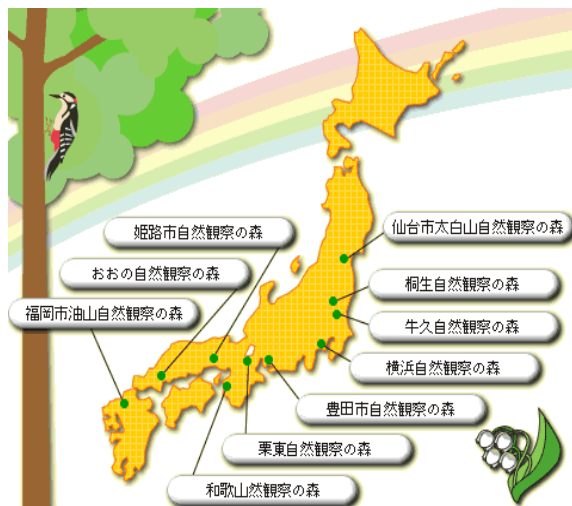 姫路市自然観察の森
仙台市太白山自然観察の森
おおの自然観察の森
桐生自然観察の森
福岡市油山自然観察の森
牛久自然観察の森
横浜自然観察の森
豊田市自然観察の森
栗東自然観察の森
和歌山然観察の森